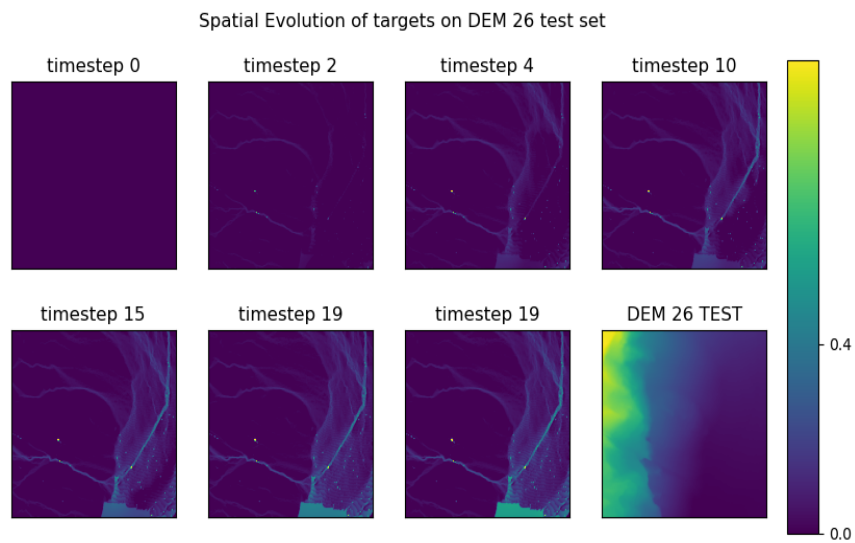 Spatial Evolution of targets on DEM 26 test set
timestep 0
timestep 2
timestep 4
timestep 10
timestep 15
timestep 19
timestep 19
DEM 26 TEST
0.4
0.0